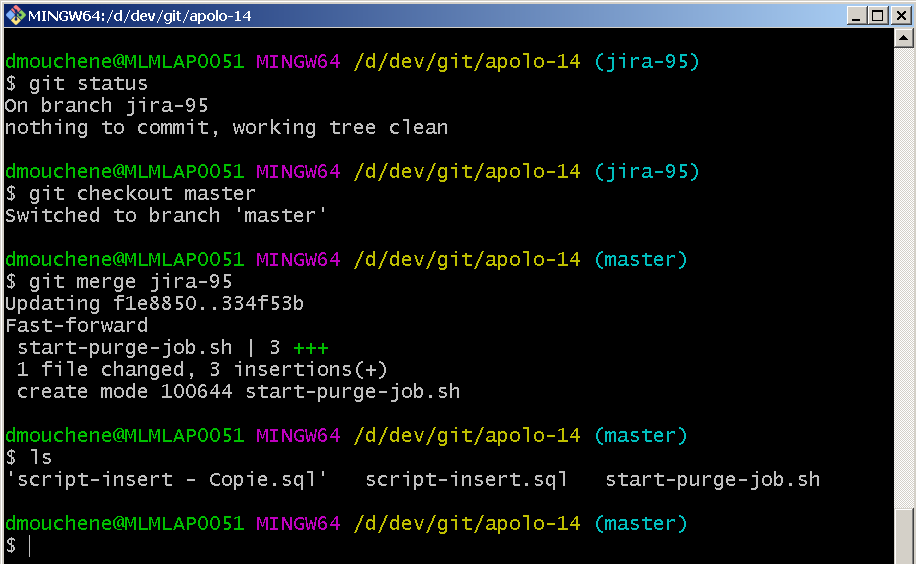 MINGW64:/d/dev/git/apolo-14
dmouchene@MLMLAP0051 MINGW64 /d/dev/git/apolo-14 (jira-95)
$ git status
On branch jira-95
nothing to commit, working tree clean
dmouchene@MLMLAP0051 MINGW64 /d/dev/git/apolo-14 (jira-95)
$ git checkout master
Switched to branch 'master'
dmouchene@MLMLAP0051 MINGW64 /d/dev/git/apolo-14 (master)
$ git merge jira-95
Updating f1e8850..334f53b
Fast-forward
 start-purge-job.sh | 3 +++
 1 file changed, 3 insertions(+)
 create mode 100644 start-purge-job.sh
dmouchene@MLMLAP0051 MINGW64 /d/dev/git/apolo-14 (master)
$ ls
'script-insert - Copie.sql'   script-insert.sql   start-purge-job.sh
dmouchene@MLMLAP0051 MINGW64 /d/dev/git/apolo-14 (master)
$